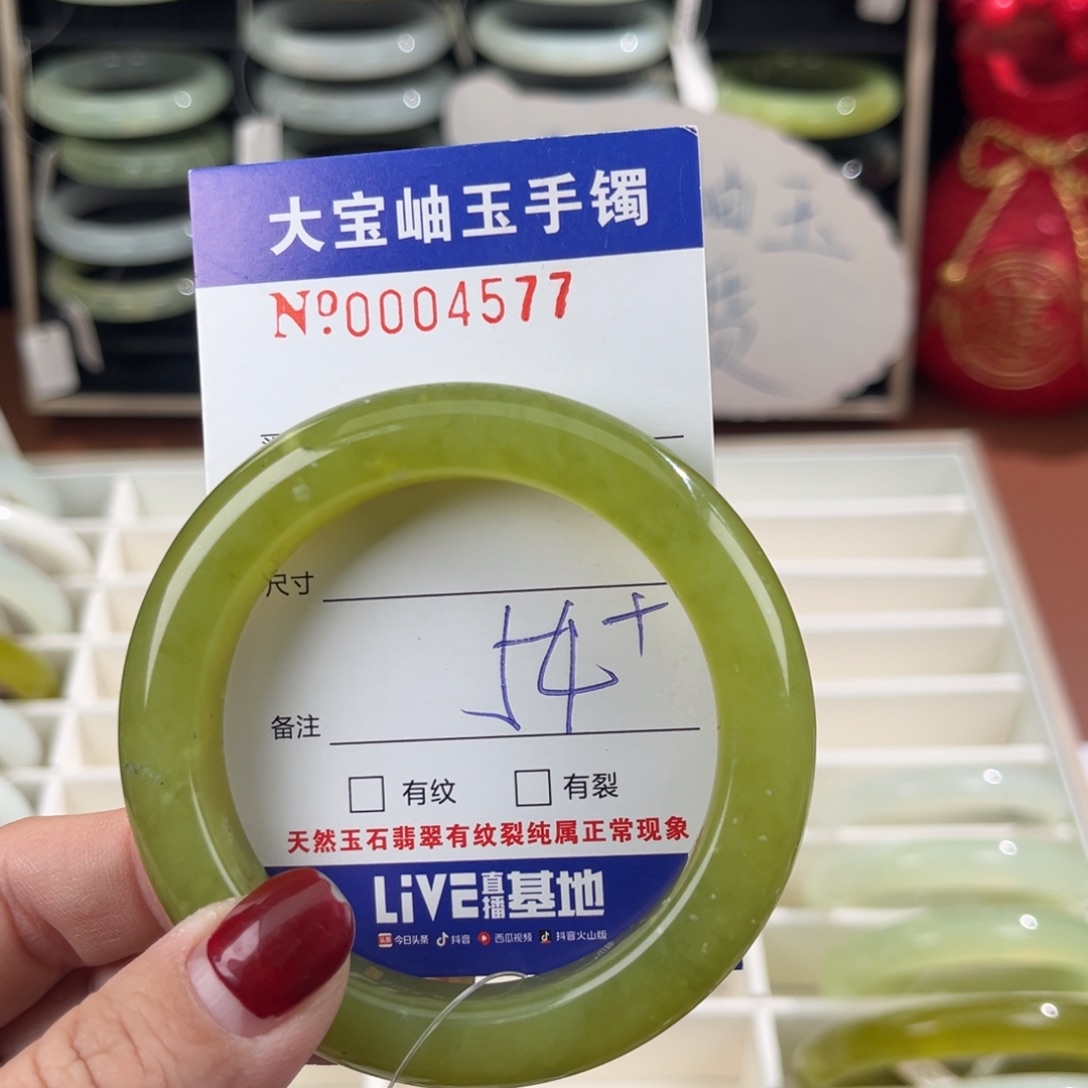 大宝岫玉手镯
Nº0004577
尺寸
54+
备注
有纹 有裂
天然玉石翡翠有纹裂纯属正常现象
LiVE直播基地
今日头条 抖音 西瓜视频 抖音火山版
岫玉